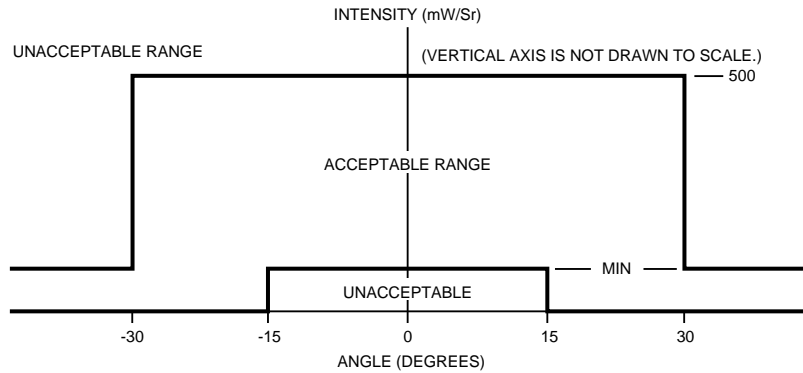 INTENSITY (mW/Sr)
UNACCEPTABLE RANGE
(VERTICAL AXIS IS NOT DRAWN TO SCALE.)
500
ACCEPTABLE RANGE
MIN
UNACCEPTABLE
-30 -15 0 15 30
ANGLE (DEGREES)